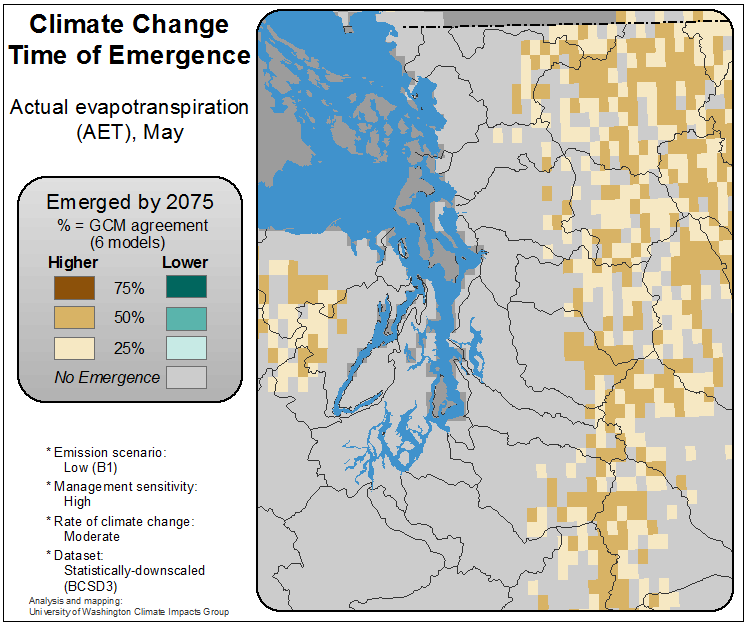 Climate Change
Time of Emergence
Actual evapotranspiration
(AET), May
Emerged by 2075
% = GCM agreement
(6 models)
Higher Lower
75%
50%
25%
No Emergence
* Emission scenario:
Low (B1)
* Management sensitivity:
High
* Rate of climate change:
Moderate
* Dataset:
Statistically-downscaled
(BCSD3)
Analysis and mapping:
University of Washington Climate Impacts Group